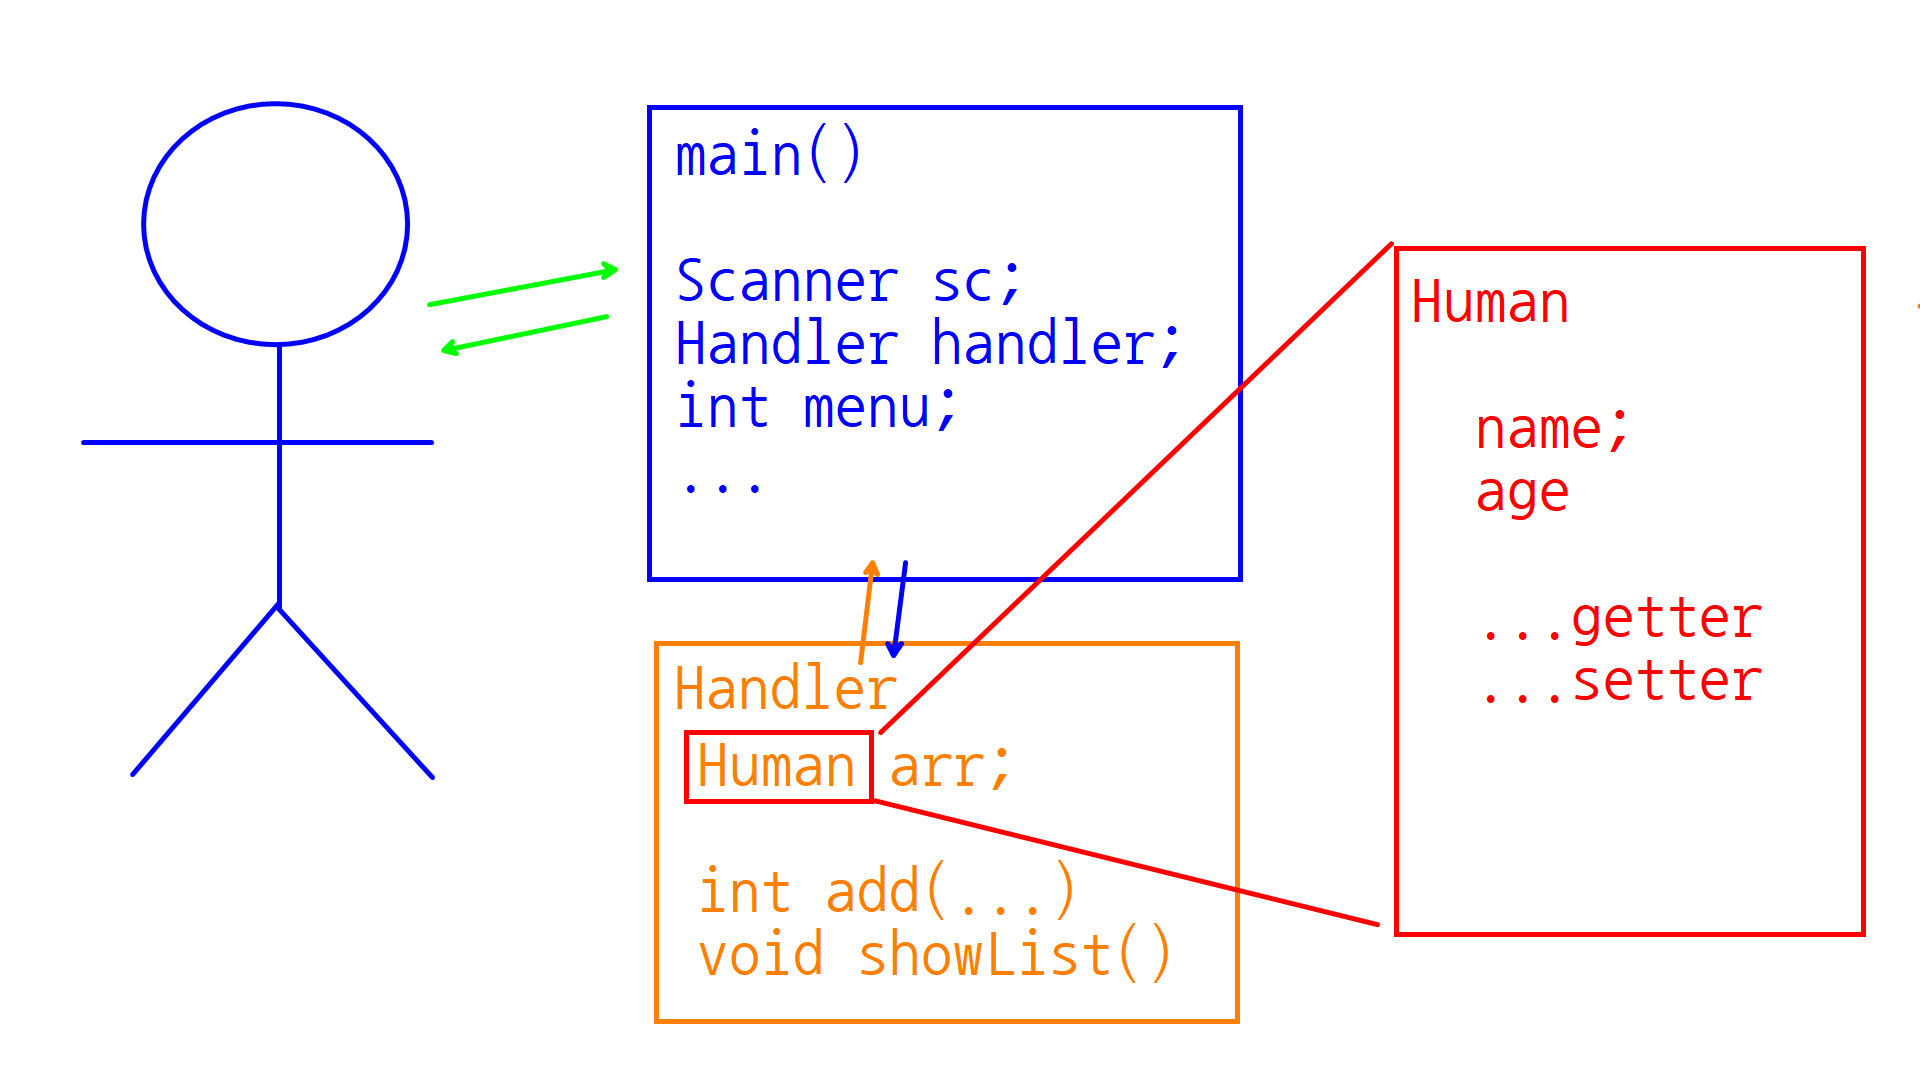 main()
Scanner sc;
Handler handler;
int menu;
...
Handler
Human arr;
int add(...)
void showList()
Human
name;
age
...getter
...setter